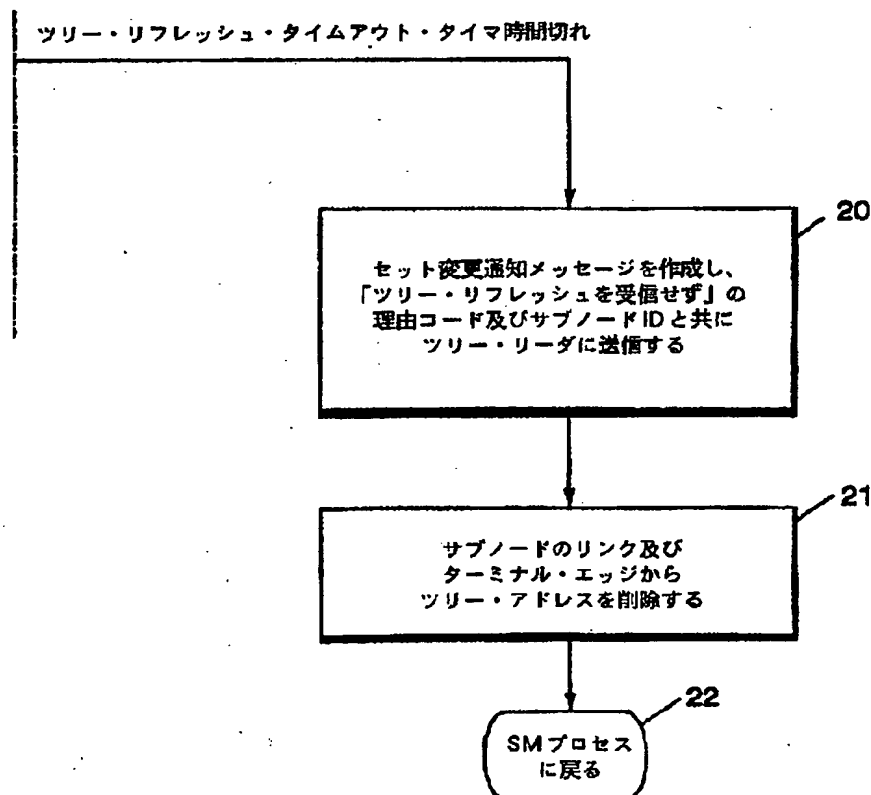 ツリー・リフレッシュ・タイムアウト・タイマ時間切れ
20
セット変更通知メッセージを作成し、
「ツリー・リフレッシュを受信せず」の
理由コード及びサブノードIDと共に
ツリー・リーダに送信する
21
サブノードのリンク及び
ターミナル・エッジから
ツリー・アドレスを削除する
22
SMプロセス
に戻る